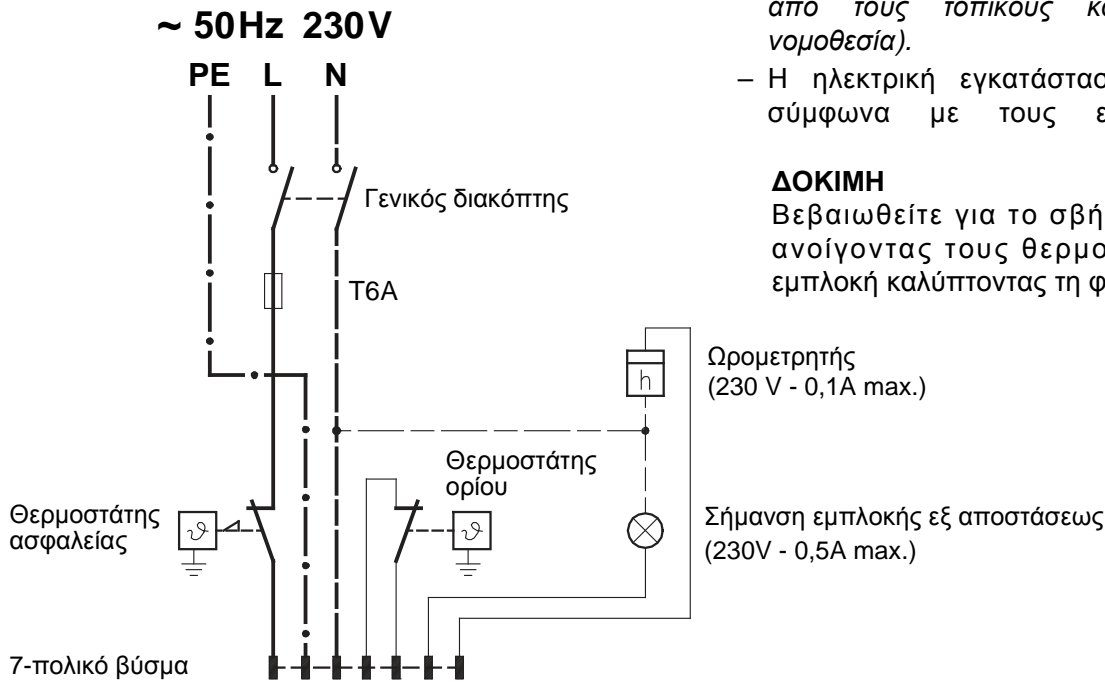 ~ 50Hz 230V
PE L N
Γενικός διακόπτης
T6A
h
Ωρομετρητής
(230 V - 0,1A max.)
Θερμοστάτης
ορίου
Θερμοστάτης
ασφαλείας
ϑ
ϑ
Σήμανση εμπλοκής εξ αποστάσεως
(230V - 0,5A max.)
7-πολικό βύσμα
από τους τοπικούς κα
νομοθεσία).
– Η ηλεκτρική εγκατάστασ
σύμφωνα με τους ε
ΔΟΚΙΜΗ
Βεβαιωθείτε για το σβή
ανοίγοντας τους θερμο
εμπλοκή καλύπτοντας τη φ